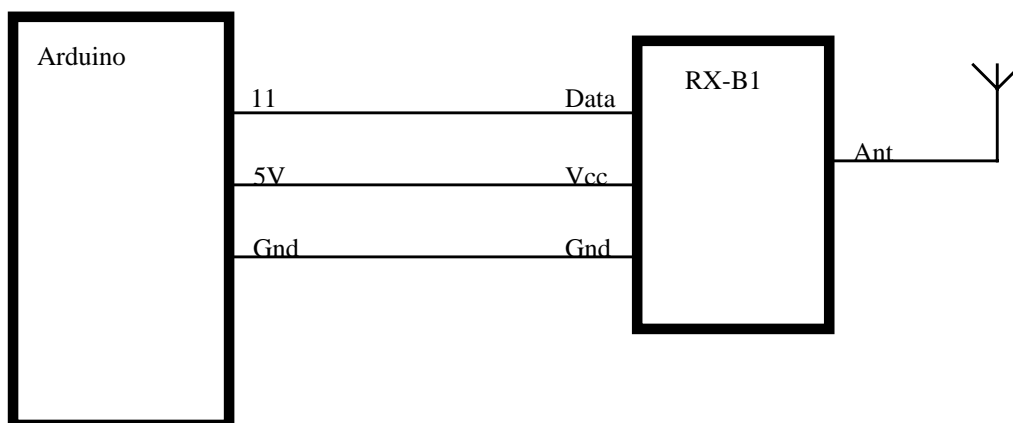 Arduino
RX-B1
11
Data
Ant
5V
Vcc
Gnd
Gnd